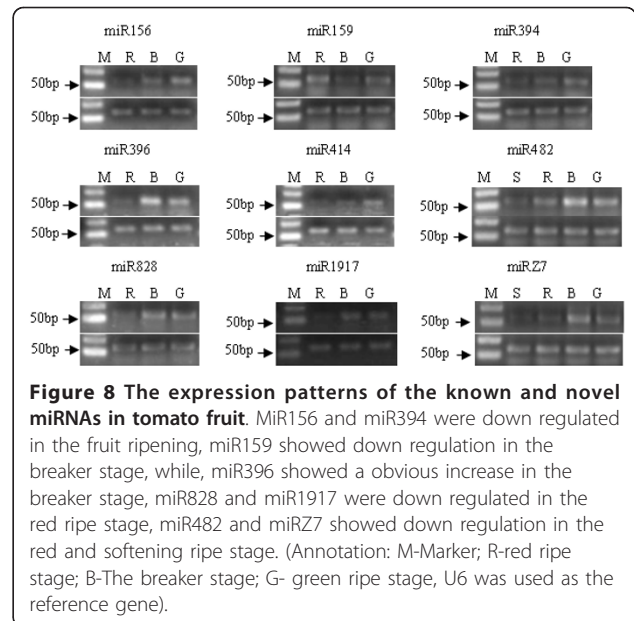 miR156 miR159 miR394
M R B G M R B G M R B G
50bp 50bp 50bp
50bp 50bp 50bp
miR396 miR414 miR482
M R B G M R B G M S R B G
50bp 50bp 50bp
50bp 50bp 50bp
miR828 miR1917 miRZ7
M R B G M R B G M S R B G
50bp 50bp 50bp
50bp 50bp 50bp
Figure 8 The expression patterns of the known and novel
miRNAs in tomato fruit. MiR156 and miR394 were down regulated
in the fruit ripening, miR159 showed down regulation in the
breaker stage, while, miR396 showed a obvious increase in the
breaker stage, miR828 and miR1917 were down regulated in the
red ripe stage, miR482 and miRZ7 showed down regulation in the
red and softening ripe stage. (Annotation: M-Marker; R-red ripe
stage; B-The breaker stage; G- green ripe stage, U6 was used as the
reference gene).